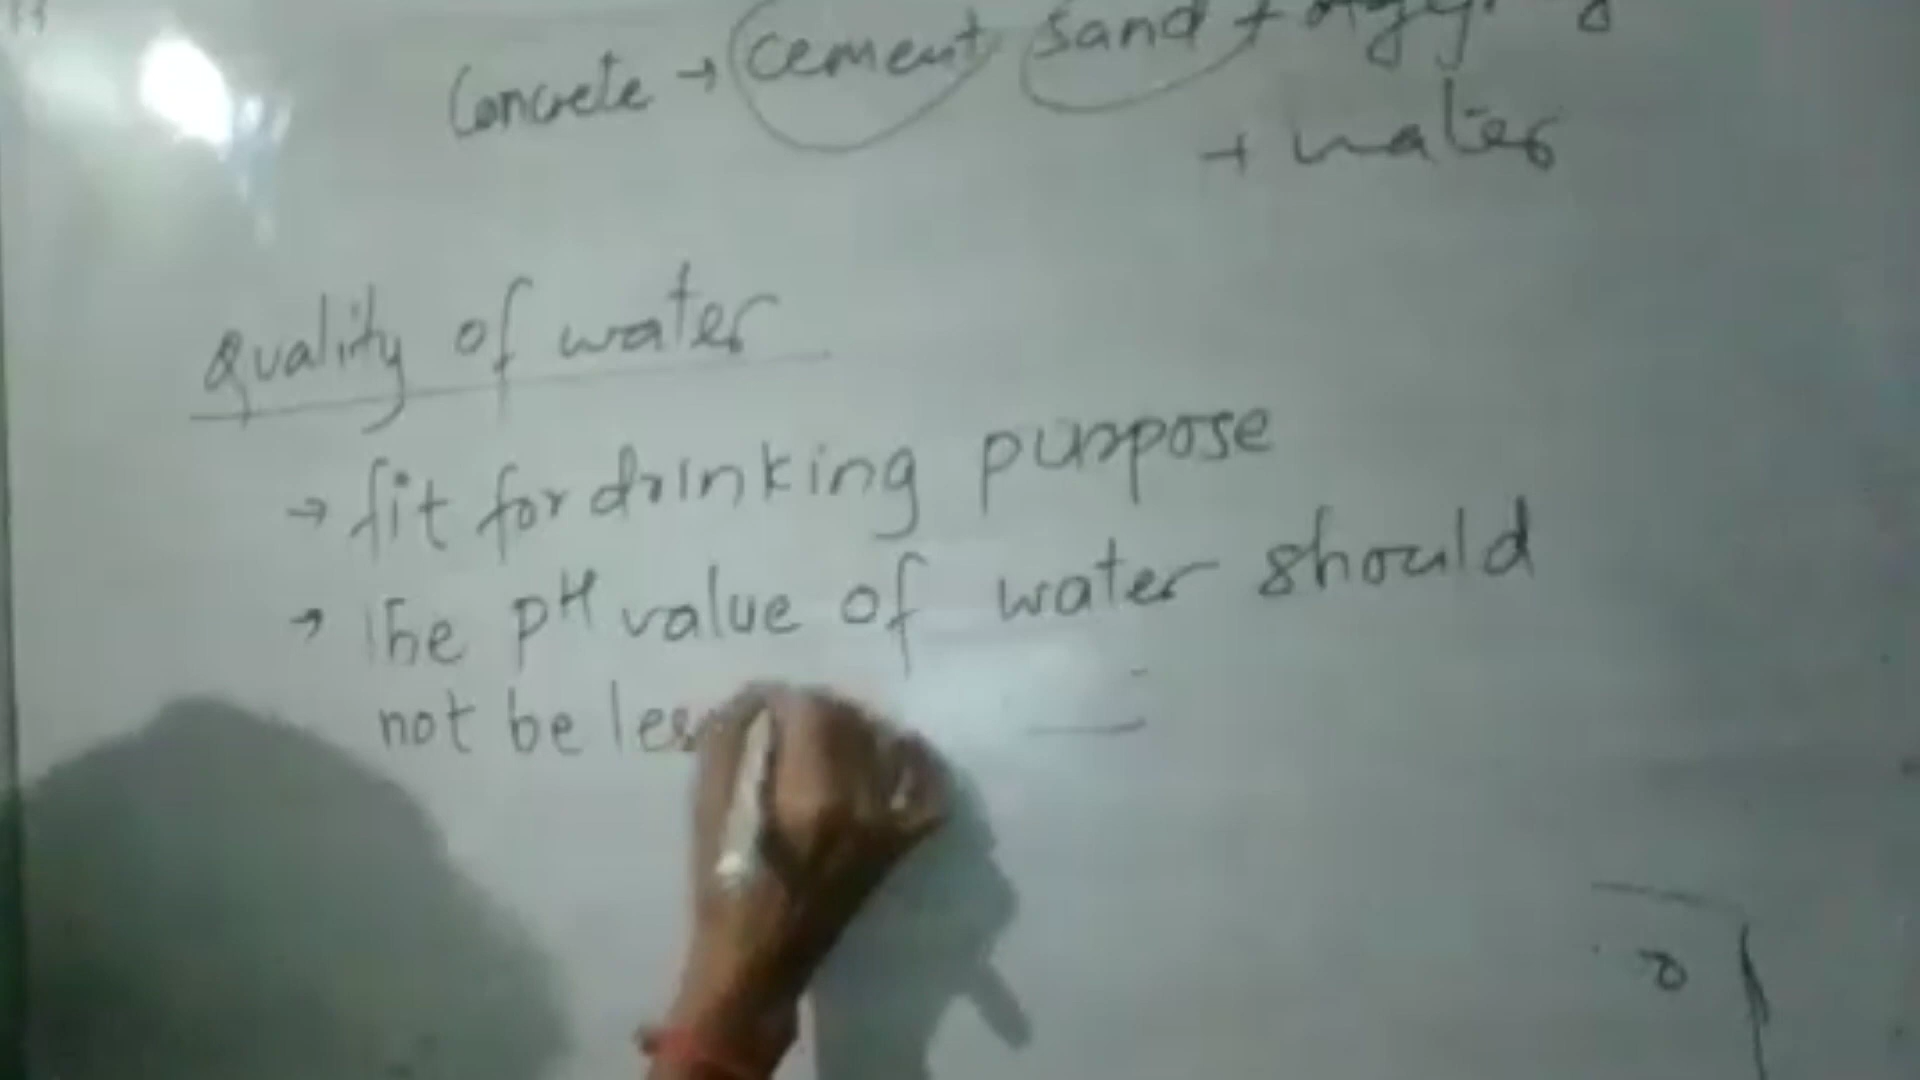 Concrete → cement sand +
+ water
Quality of water
→ fit for drinking purpose
→ The pH value of water should
not be les